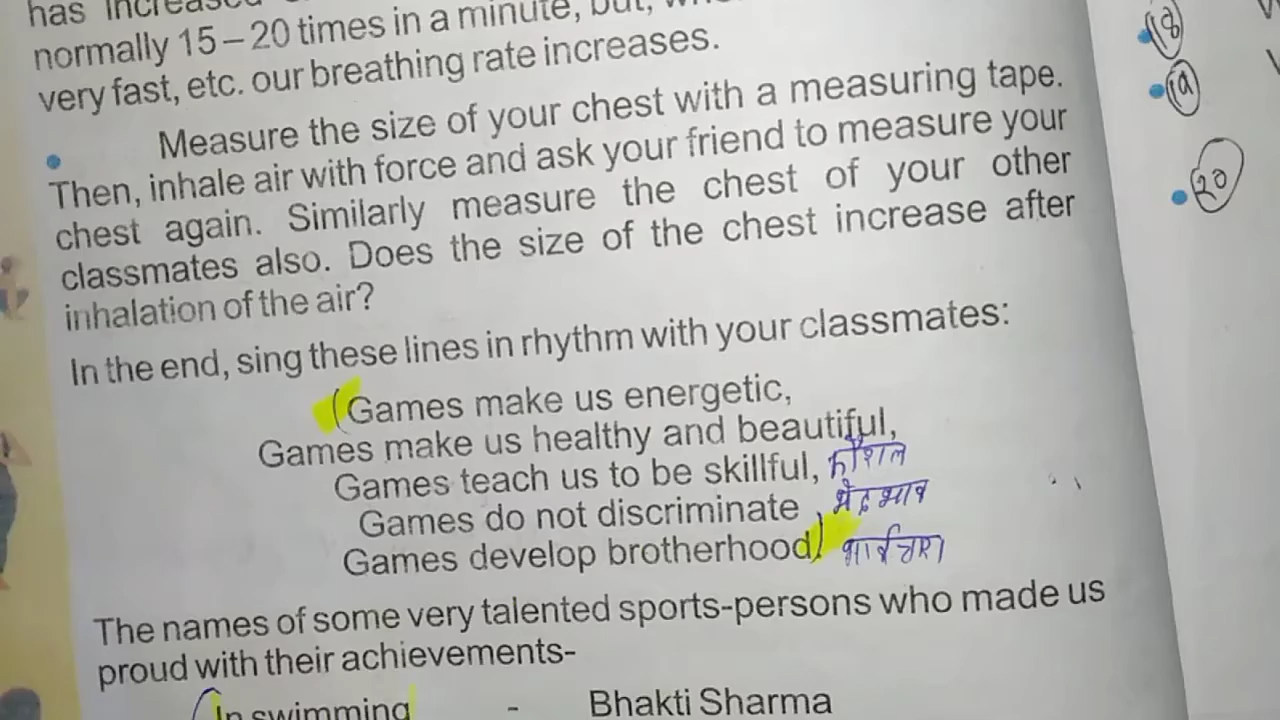 has increased
normally 15 – 20 times in a minute, but,
very fast, etc. our breathing rate increases.
• Measure the size of your chest with a measuring tape.
Then, inhale air with force and ask your friend to measure your
chest again. Similarly measure the chest of your other
classmates also. Does the size of the chest increase after
inhalation of the air?
In the end, sing these lines in rhythm with your classmates:
(Games make us energetic,
Games make us healthy and beautiful,
Games teach us to be skillful, कौशल
Games do not discriminate , भेदभाव
Games develop brotherhood) भाईचारा
The names of some very talented sports-persons who made us
proud with their achievements-
(In swimming - Bhakti Sharma
• 18
• 19
• 20